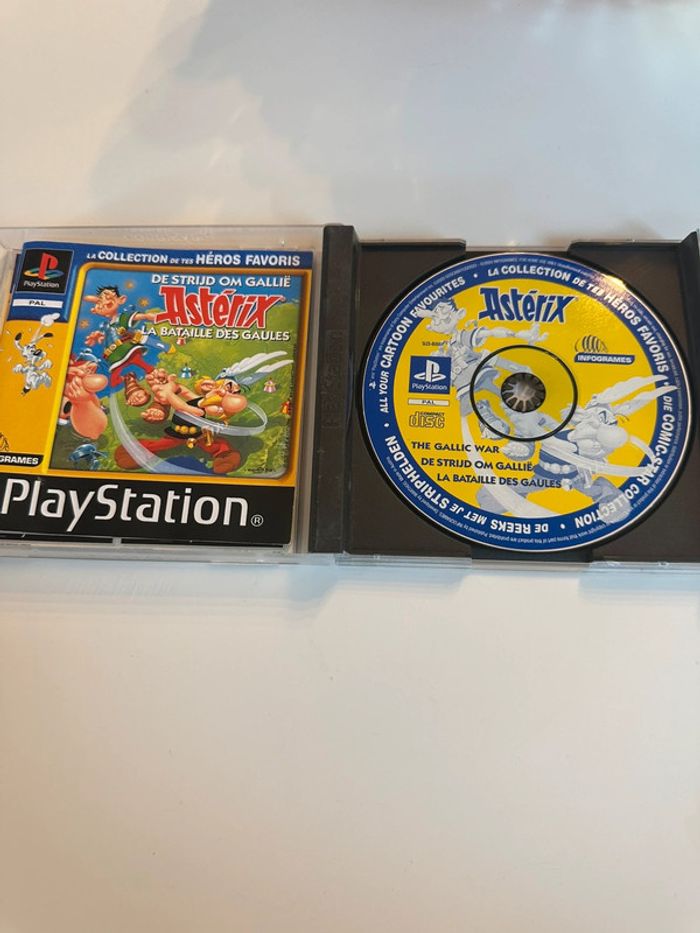 LA COLLECTION DE TES HÉROS FAVORIS
PlayStation
PAL
DE STRIJD OM GALLIË
Astérix
LA BATAILLE DES GAULES
GRAMES
PlayStation®
ALL YOUR CARTOON FAVOURITES • LA COLLECTION DE TES HÉROS FAVORIS • DIE COMIC-STAR COLLECTION • DE REEKS MET JE STRIPHELDEN •
Astérix
INFOGRAMES
PlayStation
PAL
COMPACT
disc
THE GALLIC WAR
DE STRIJD OM GALLIË
LA BATAILLE DES GAULES